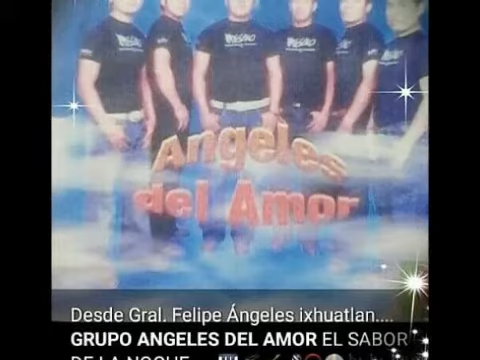 Angeles
del Amor
Desde Gral. Felipe Ángeles ixhuatlan....
GRUPO ANGELES DEL AMOR EL SABOR
DE LA NOCHE